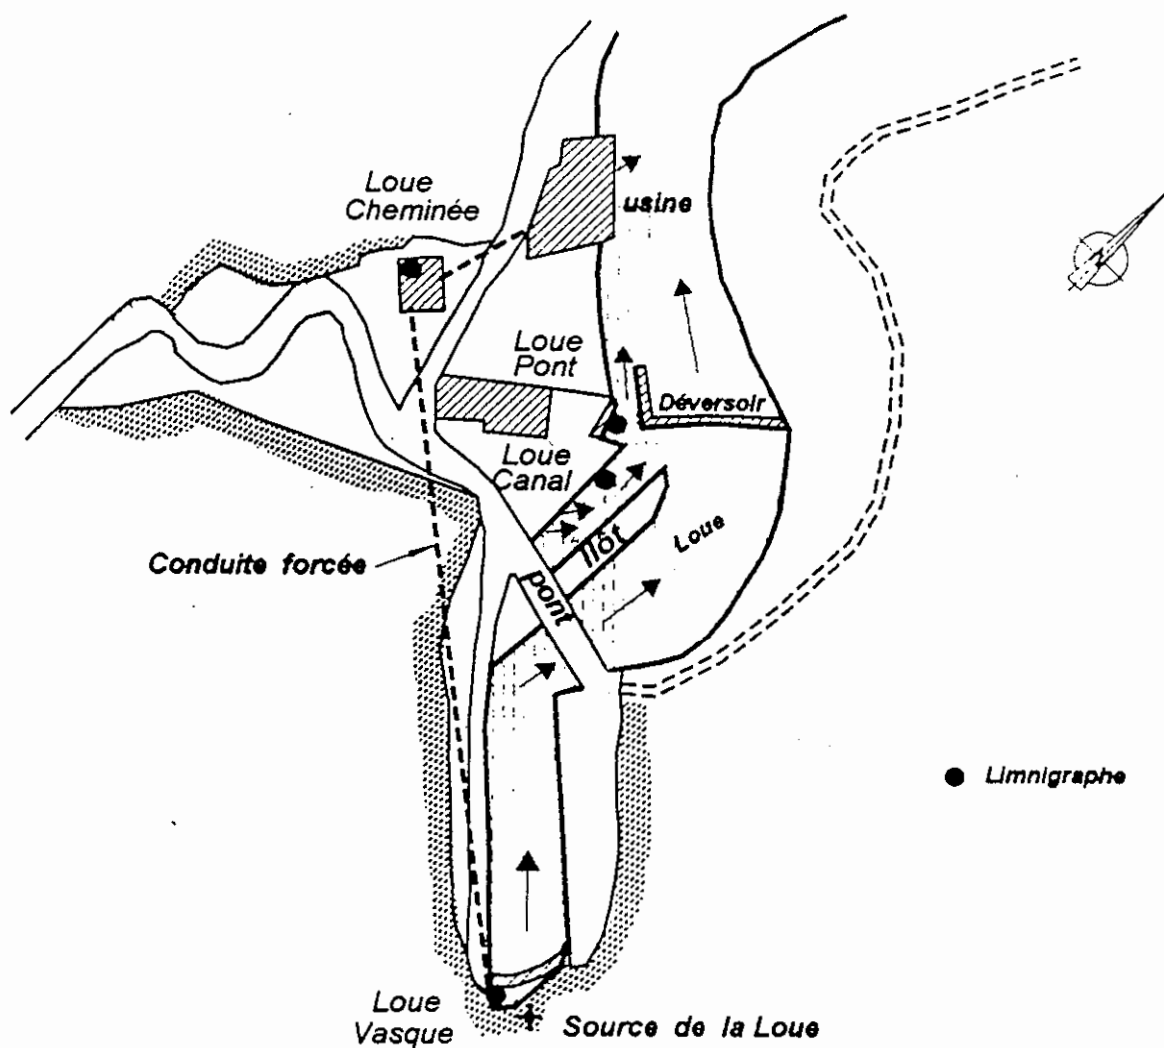 Loue
Cheminée
usine
Loue
Pont
Déversoir
Loue
Canal
Ilôt
Loue
Conduite forcée
pont
Limnigraphe
Loue
Vasque
Source de la Loue